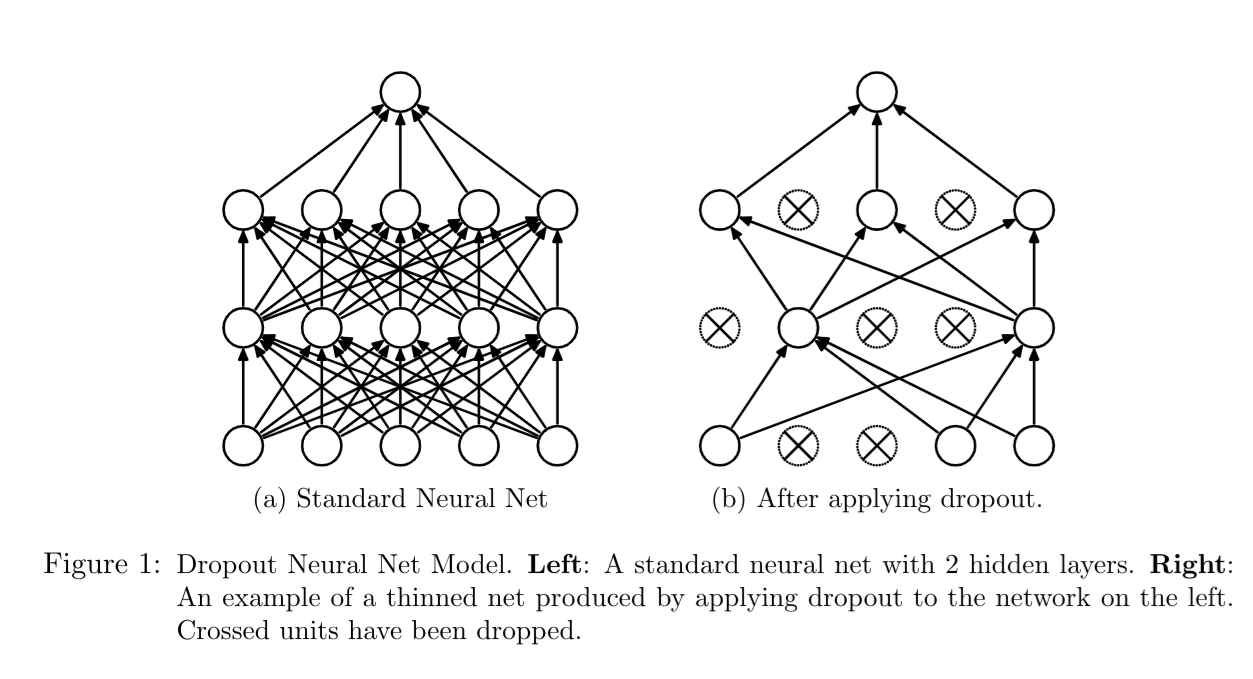 (a) Standard Neural Net
(b) After applying dropout.
Figure 1: Dropout Neural Net Model. Left: A standard neural net with 2 hidden layers. Right:
An example of a thinned net produced by applying dropout to the network on the left.
Crossed units have been dropped.